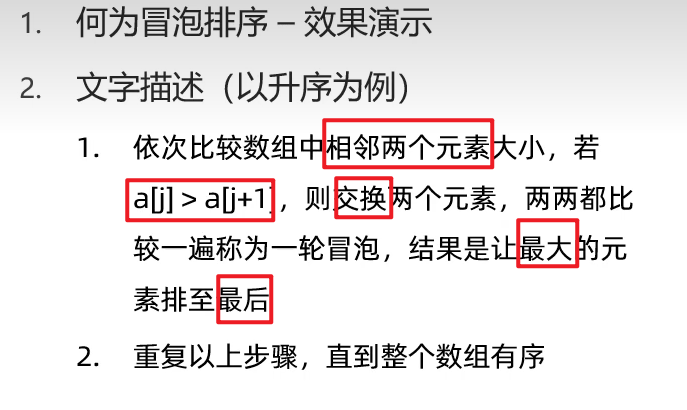 1. 何为冒泡排序 – 效果演示
2. 文字描述（以升序为例）
1. 依次比较数组中相邻两个元素大小，若
a[j] > a[j+1]，则交换两个元素，两两都比
较一遍称为一轮冒泡，结果是让最大的元
素排至最后
2. 重复以上步骤，直到整个数组有序